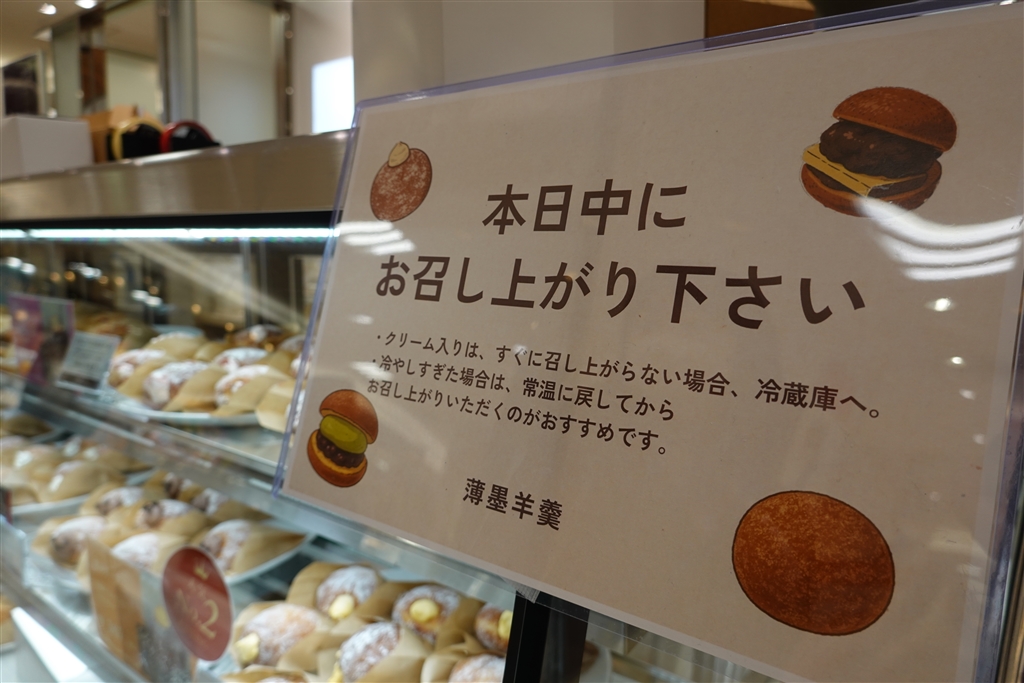 本日中に
お召し上がり下さい
・クリーム入りは、すぐに召し上がらない場合、冷蔵庫へ。
・冷やしすぎた場合は、常温に戻してから
お召し上がりいただくのがおすすめです。
薄墨羊羹